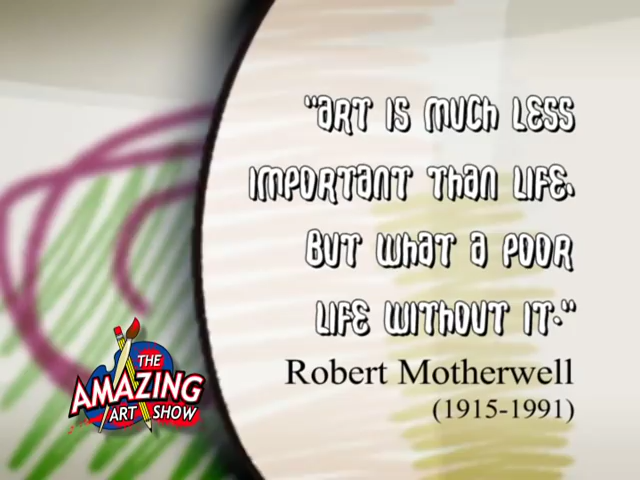 "ART IS MUCH LESS
IMPORTANT THAN LIFE,
BUT WHAT A POOR
LIFE WITHOUT IT."
Robert Motherwell
(1915-1991)
THE
AMAZING
ART SHOW